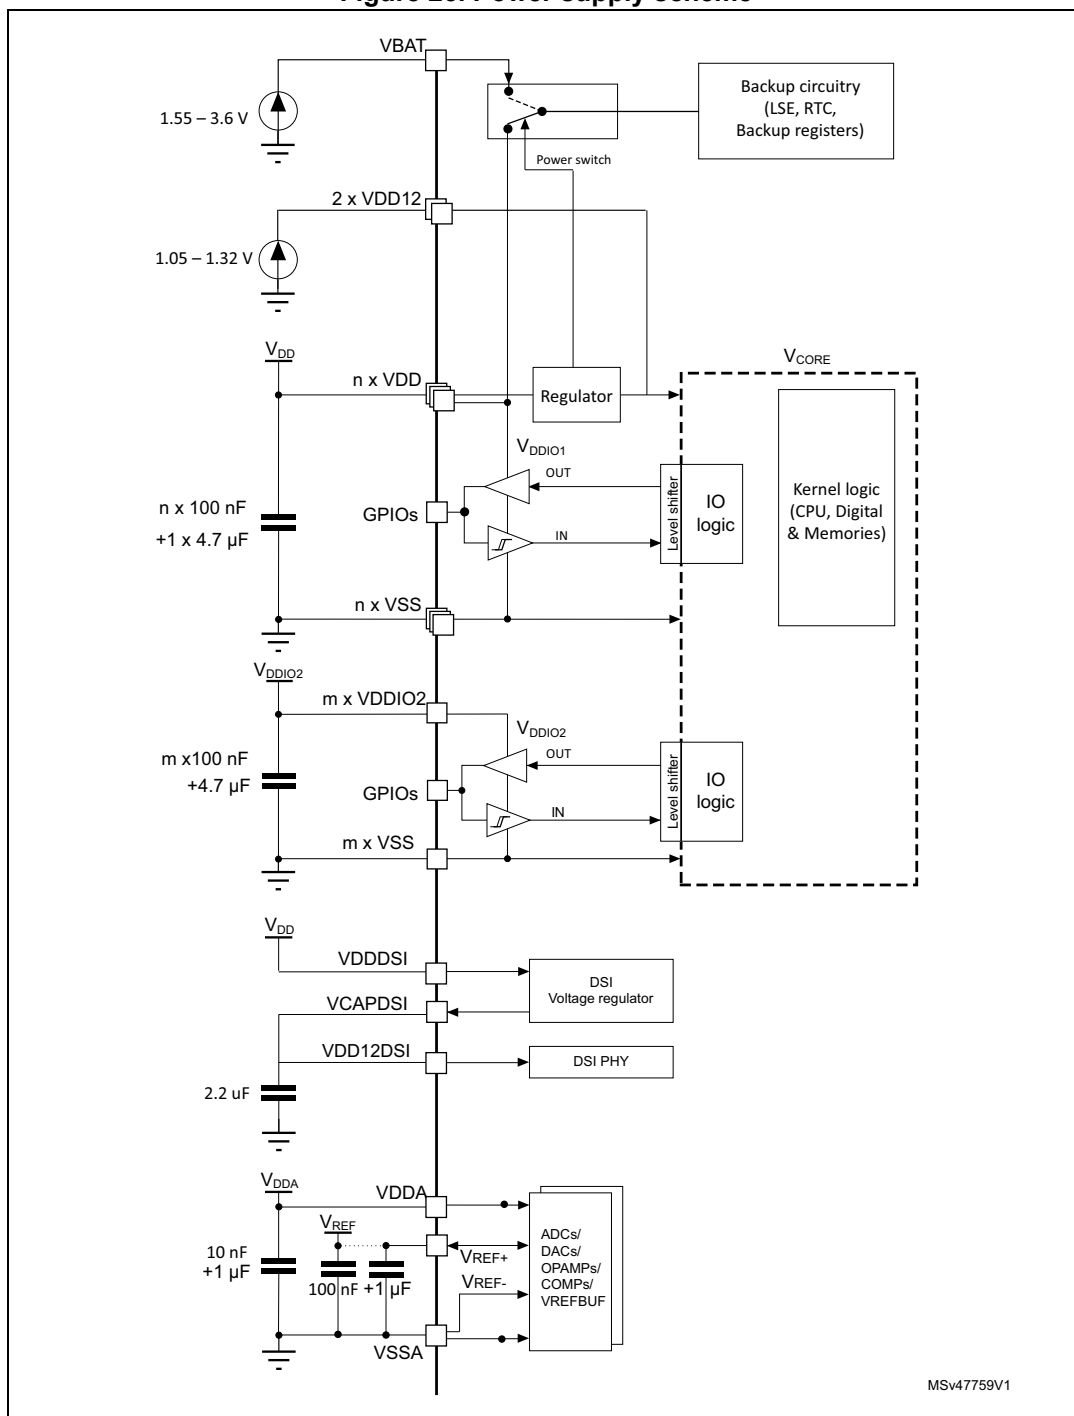 VBAT
1.55 – 3.6 V
Backup circuitry
(LSE, RTC,
Backup registers)
Power switch
2 x VDD12
1.05 – 1.32 V
VDD
n x VDD
Regulator
VCORE
VDDIO1
OUT
n x 100 nF
+1 x 4.7 µF
GPIOs
IN
Level shifter
IO
logic
Kernel logic
(CPU, Digital
& Memories)
n x VSS
VDDIO2
m x VDDIO2
VDDIO2
OUT
m x100 nF
+4.7 µF
GPIOs
IN
Level shifter
IO
logic
m x VSS
VDD
VDDDSI
DSI
Voltage regulator
VCAPDSI
VDD12DSI
DSI PHY
2.2 uF
VDDA
VDDA
VREF
10 nF
+1 µF
100 nF +1 µF
VREF+
VREF-
ADCs/
DACs/
OPAMPs/
COMPs/
VREFBUF
VSSA
MSv47759V1